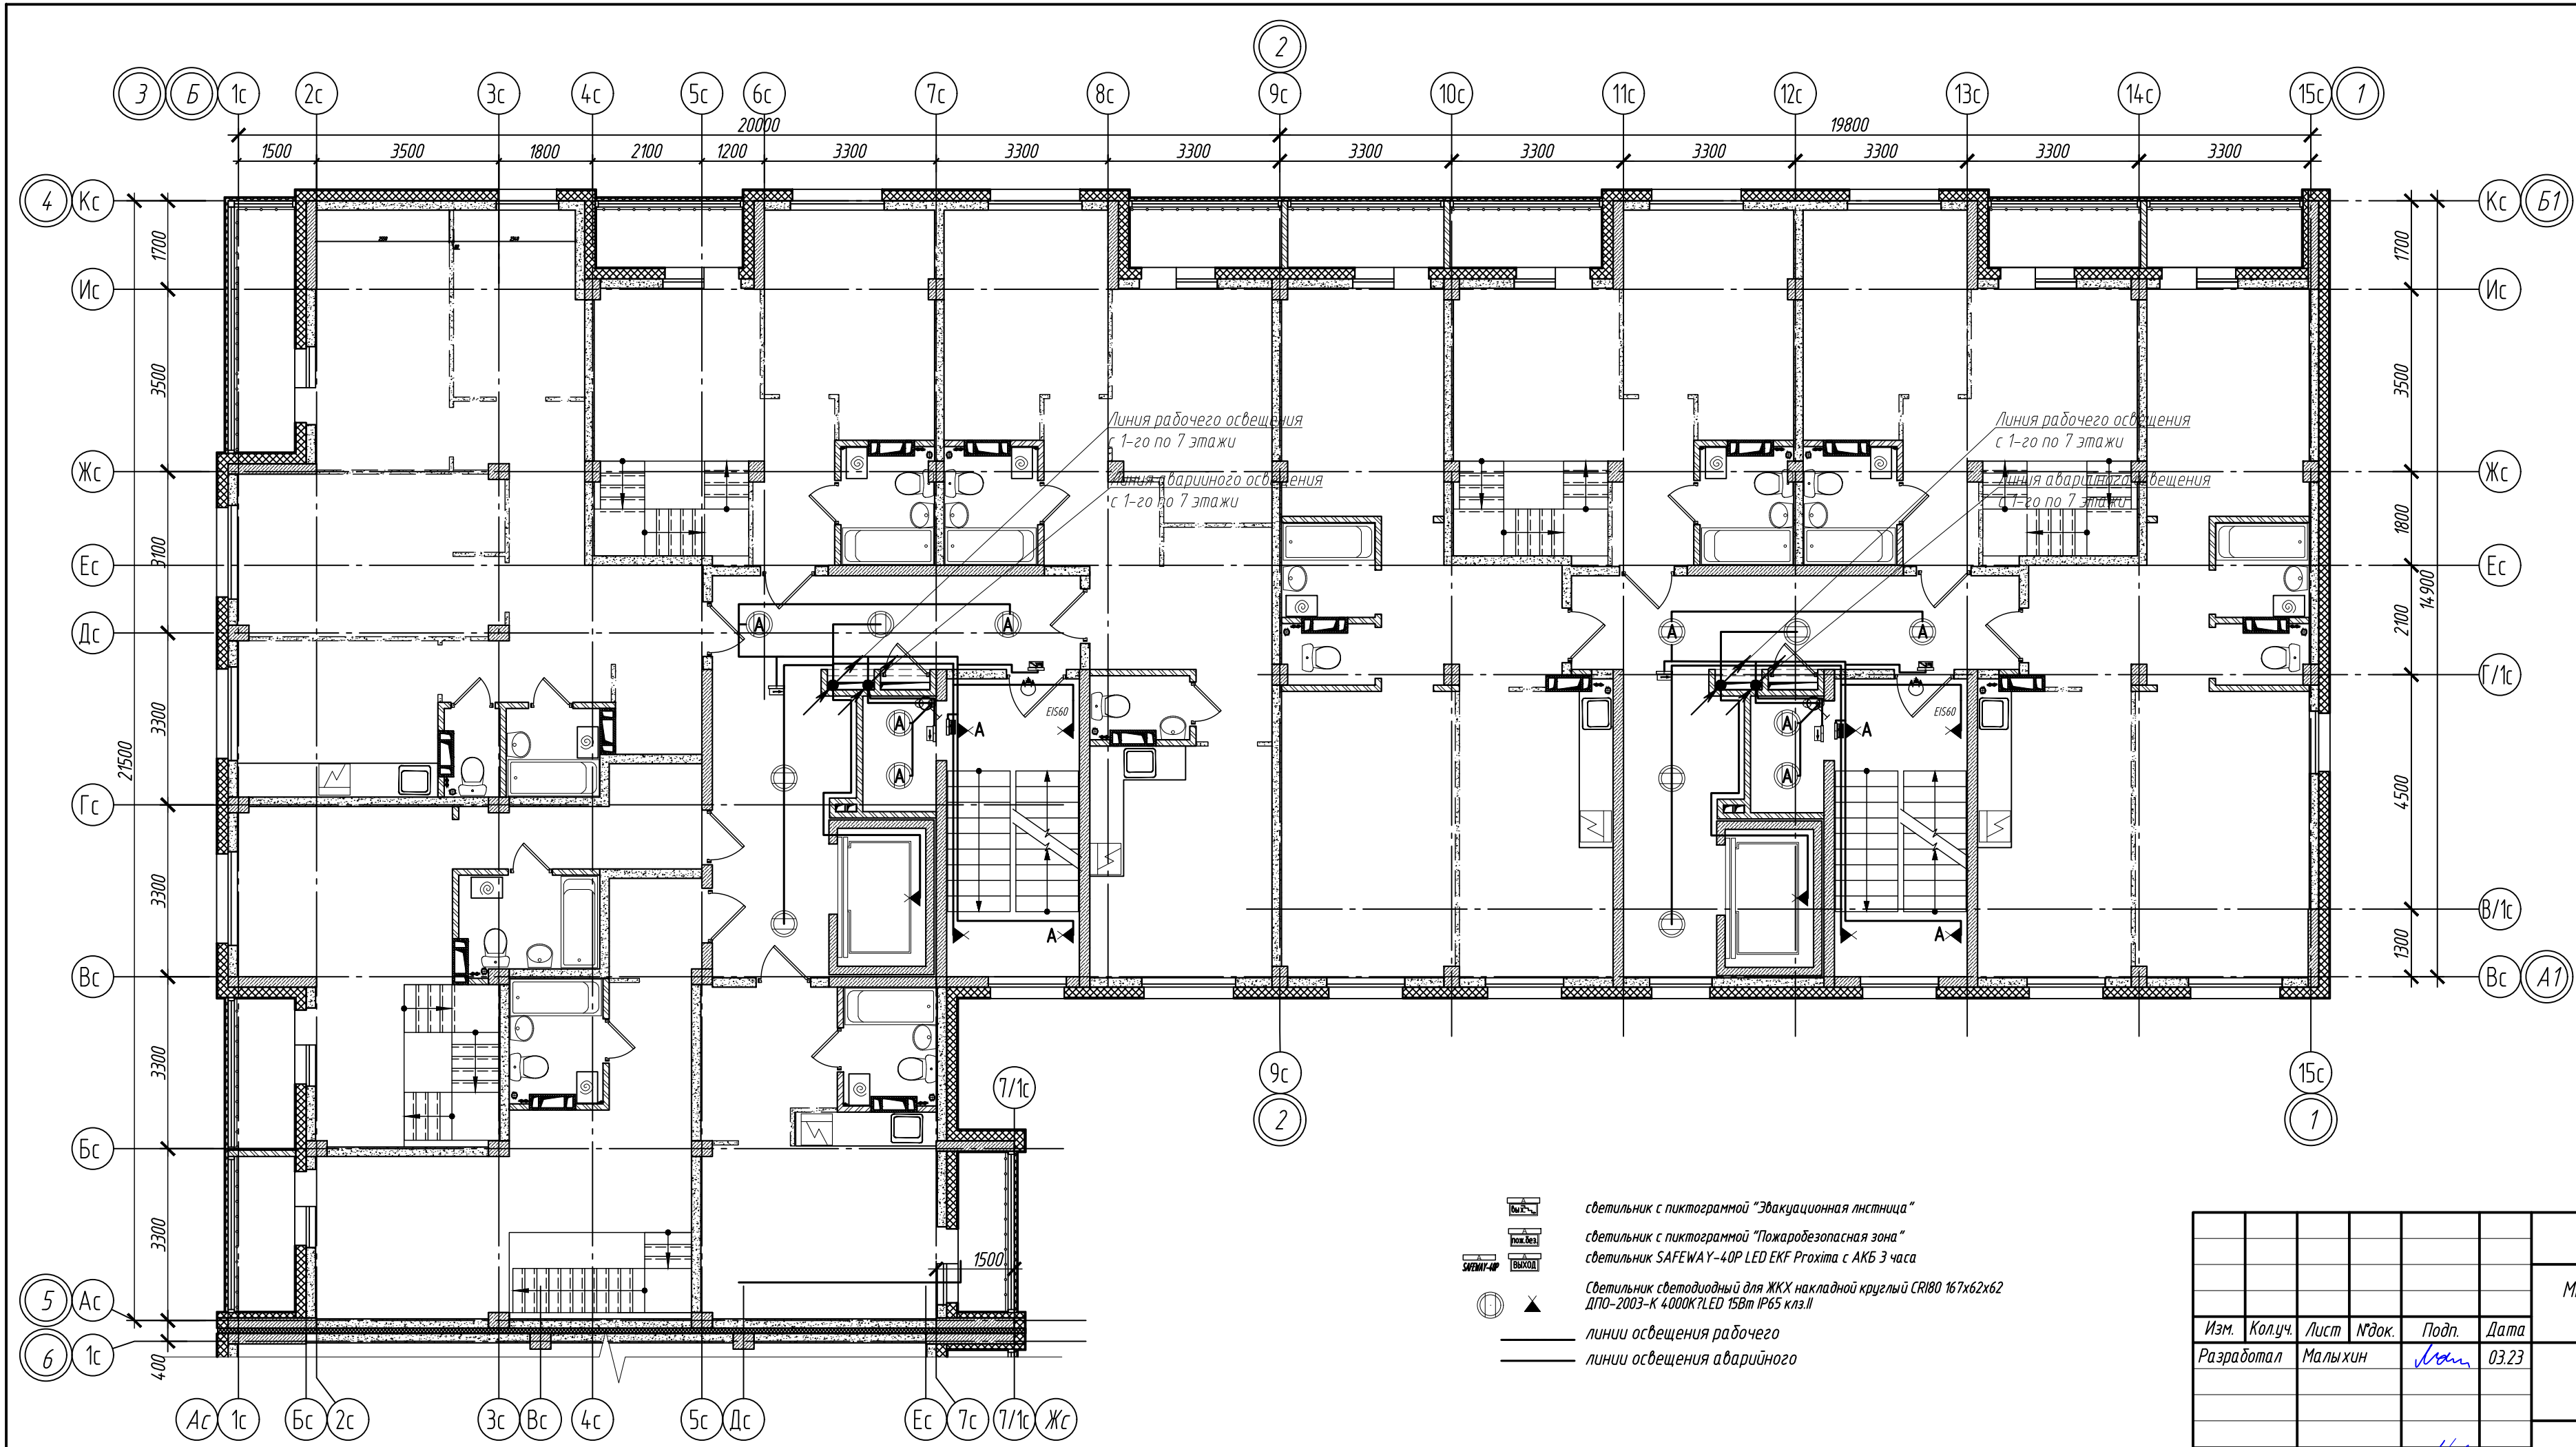 2
3 Б 1с 2с 3с 4с 5с 6с 7с 8с 9с 10с 11с 12с 13с 14с 15с 1
20000 19800
1500 3500 1800 2100 1200 3300 3300 3300 3300 3300 3300 3300 3300 3300
4 Кс Кс Б1
1700 1700
Ис Ис
3500 3500
Линия рабочего освещения Линия рабочего освещения
с 1-го по 7 этажи с 1-го по 7 этажи
Жс Жс
Линия аварииного освещения Линия аварииного освещения
с 1-го по 7 этажи с 1-го по 7 этажи
3100 1800
Ес Ес
14900
2100
Дс А А А А
Г/1с
3300
EIS60 EIS60
А А А А
21500
А А
4500
Гс
3300
В/1с
А А
1300
Вс Вс А1
3300
9с 15с
7/1с
2 1
Бс
3300
вых. светильник с пиктограммой "Эвакуационная лнстница"
пож.без. светильник с пиктограммой "Пожаробезопасная зона"
SAFEWAY-40P ВЫХОД светильник SAFEWAY-40P LED EKF Proxima с АКБ 3 часа
1500
Светильник светодиодный для ЖКХ накладной круглый CRI80 167х62х62
ДПО-2003-К 4000К?LED 15Вт IP65 клз.II
5 Ас
линии освещения рабочего
6 1с
линии освещения аварийного
400
Изм. Кол.уч. Лист №док. Подп. Дата
Разработал Малыхин 03.23
Ас 1с Бс 2с 3с Вс 4с 5с Дс Ес 7с 7/1с Жс